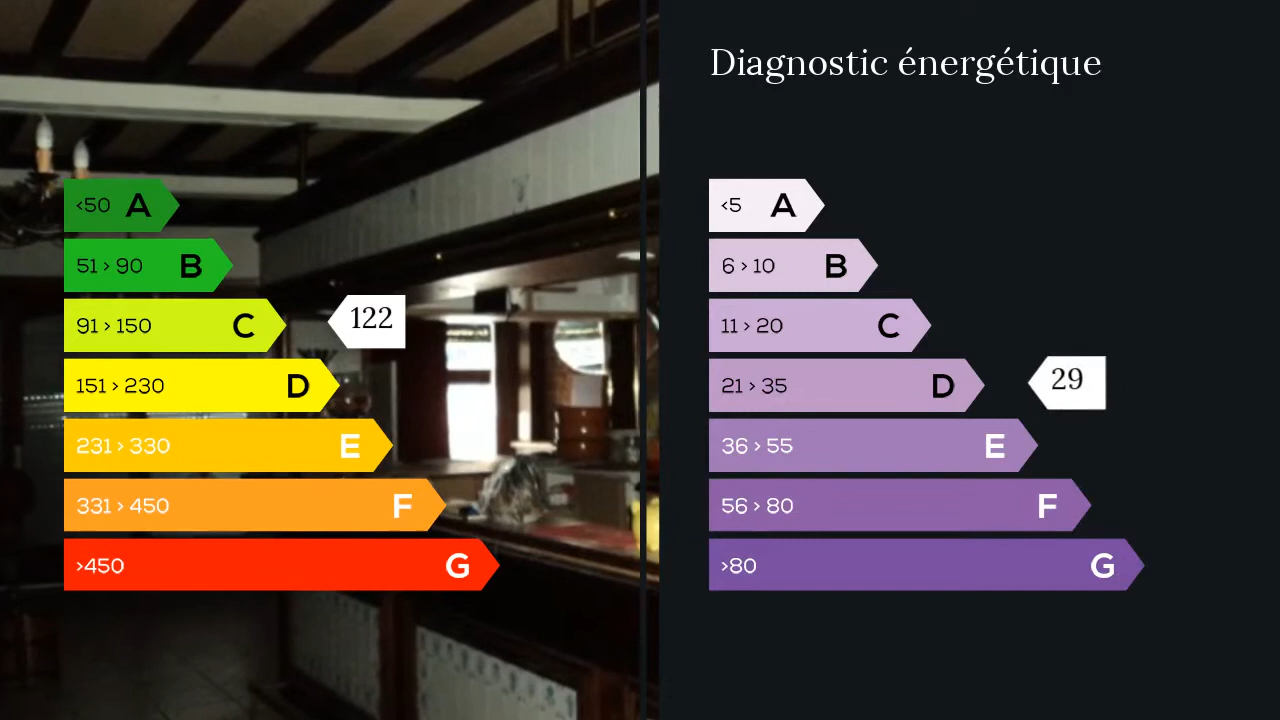 Diagnostic énergétique
<50 A
51 > 90 B
91 > 150 C
122
151 > 230 D
231 > 330 E
331 > 450 F
>450 G
<5 A
6 > 10 B
11 > 20 C
21 > 35 D
29
36 > 55 E
56 > 80 F
>80 G